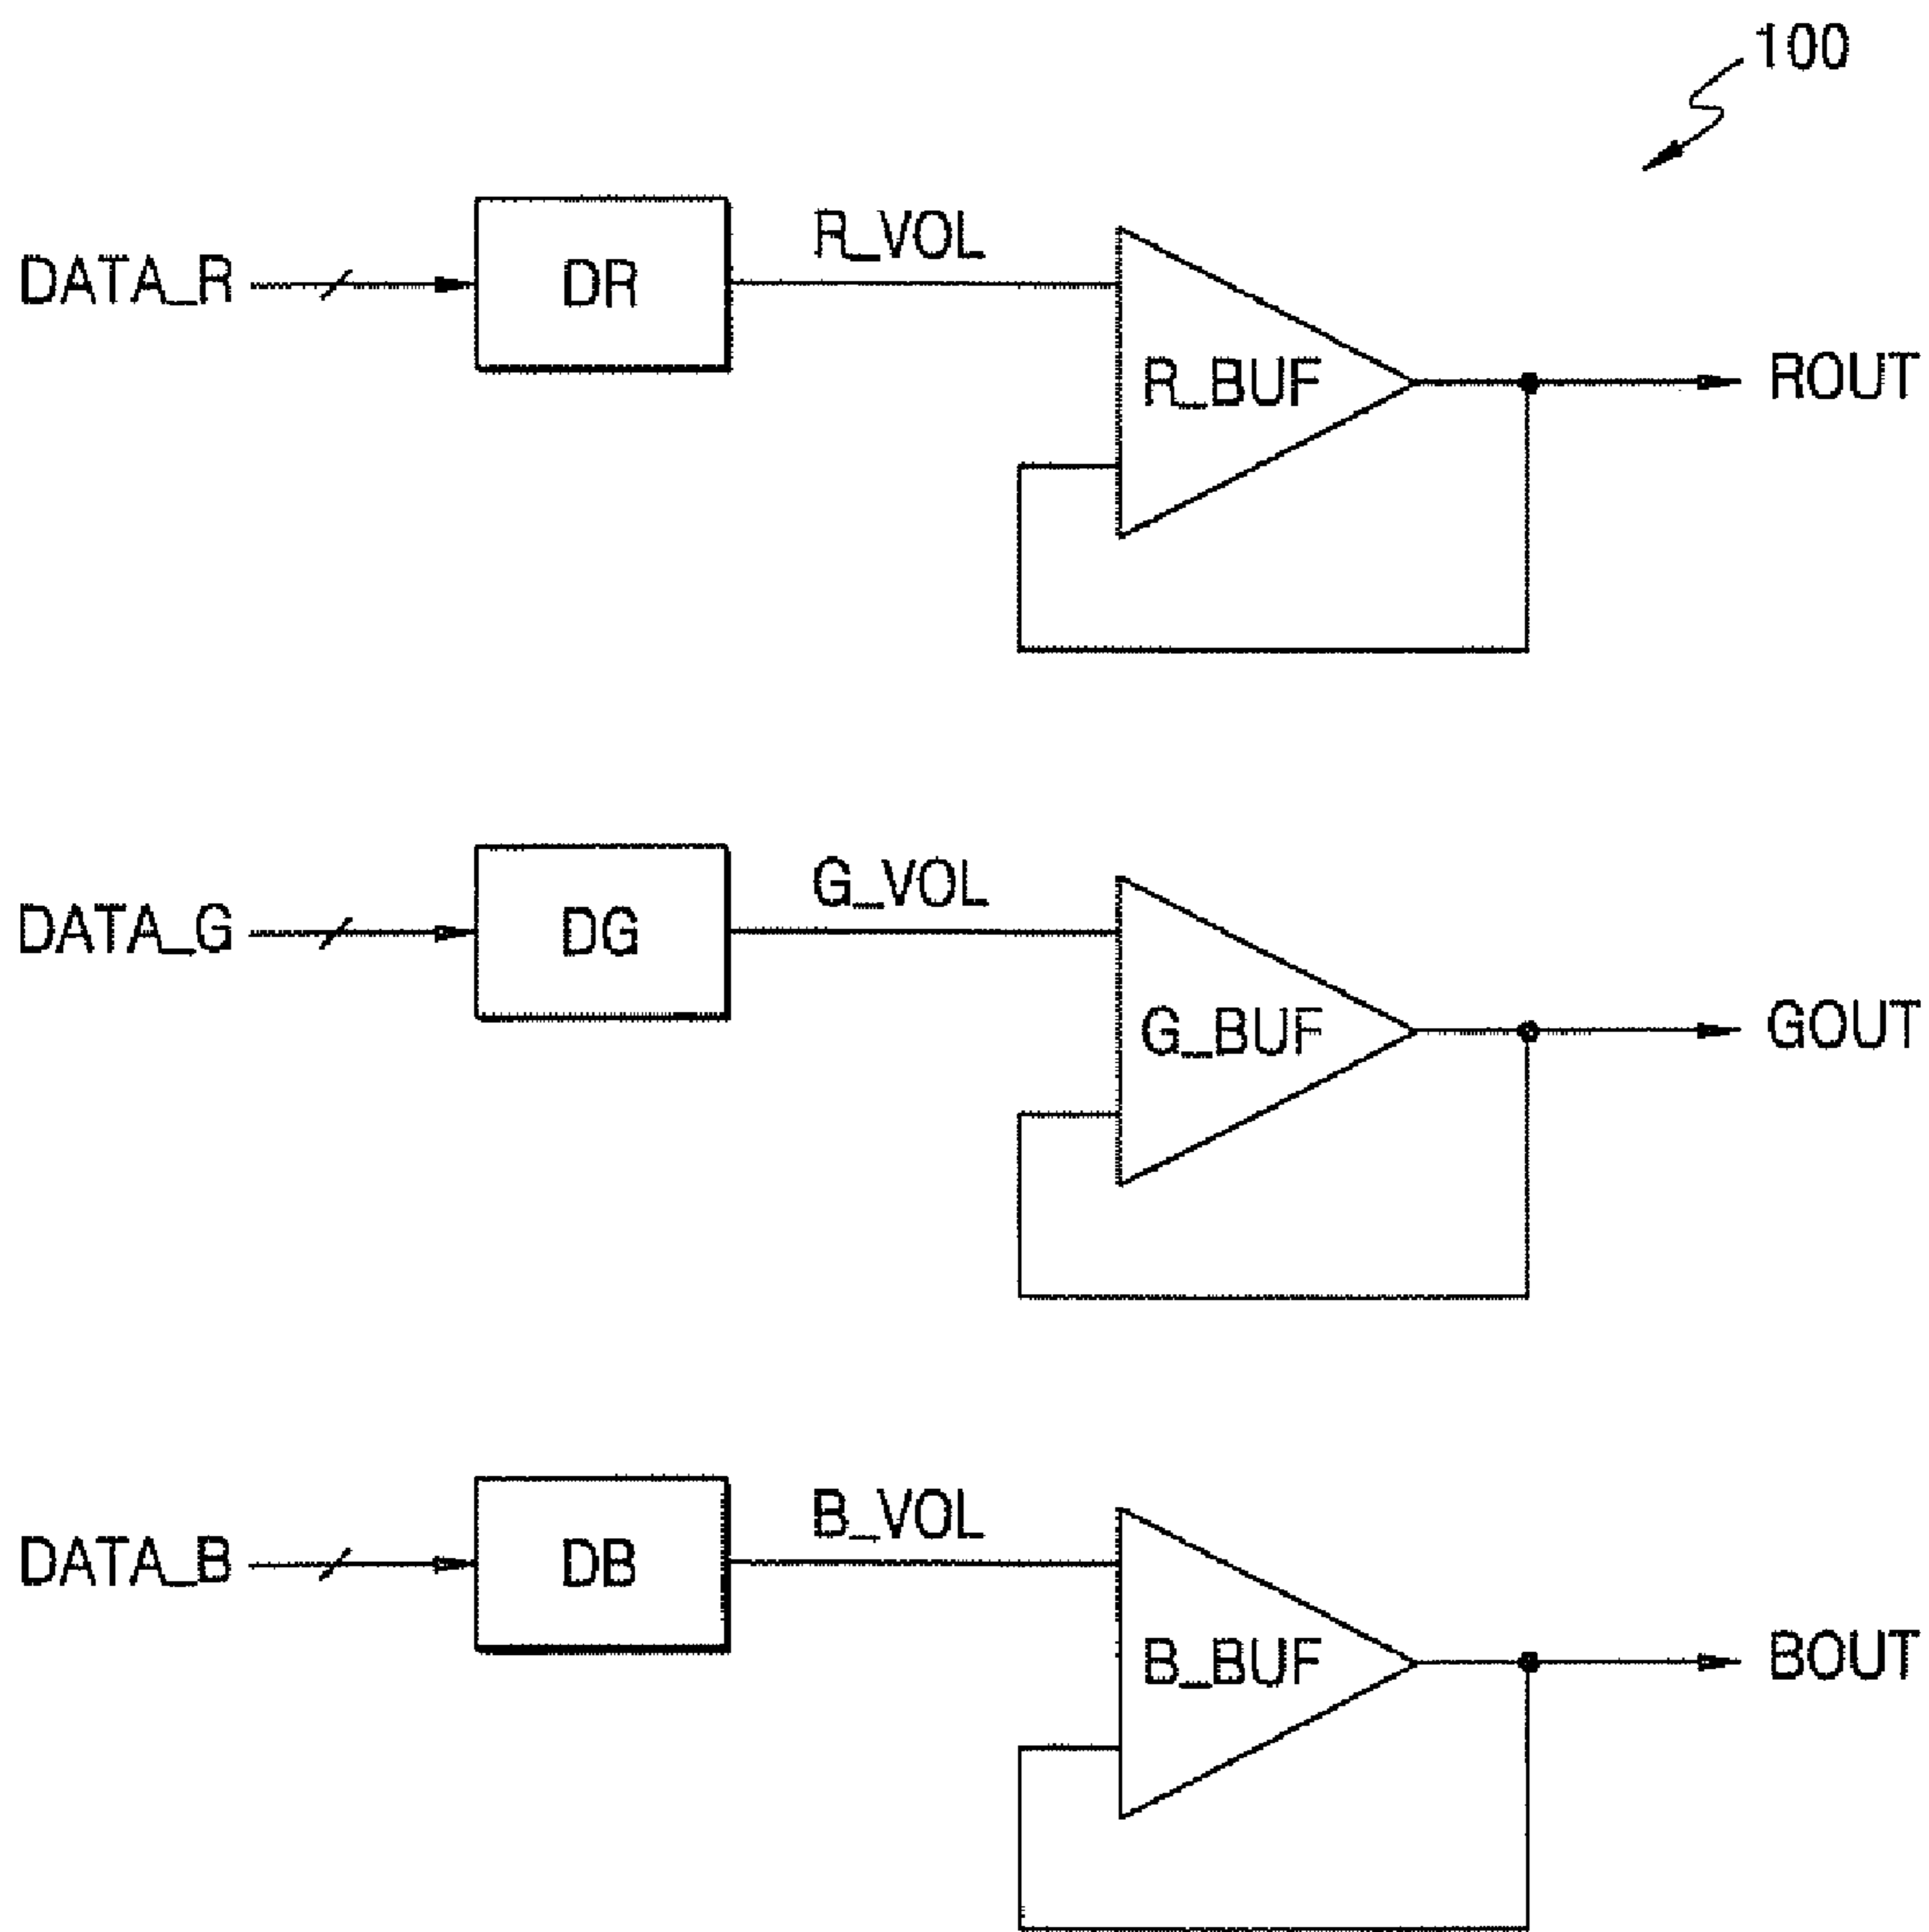 100
R_VOL
DATA_R
DR
R_BUF
ROUT
G_VOL
DATA_G
DG
G_BUF
GOUT
B_VOL
DATA_B
DB
B_BUF
BOUT